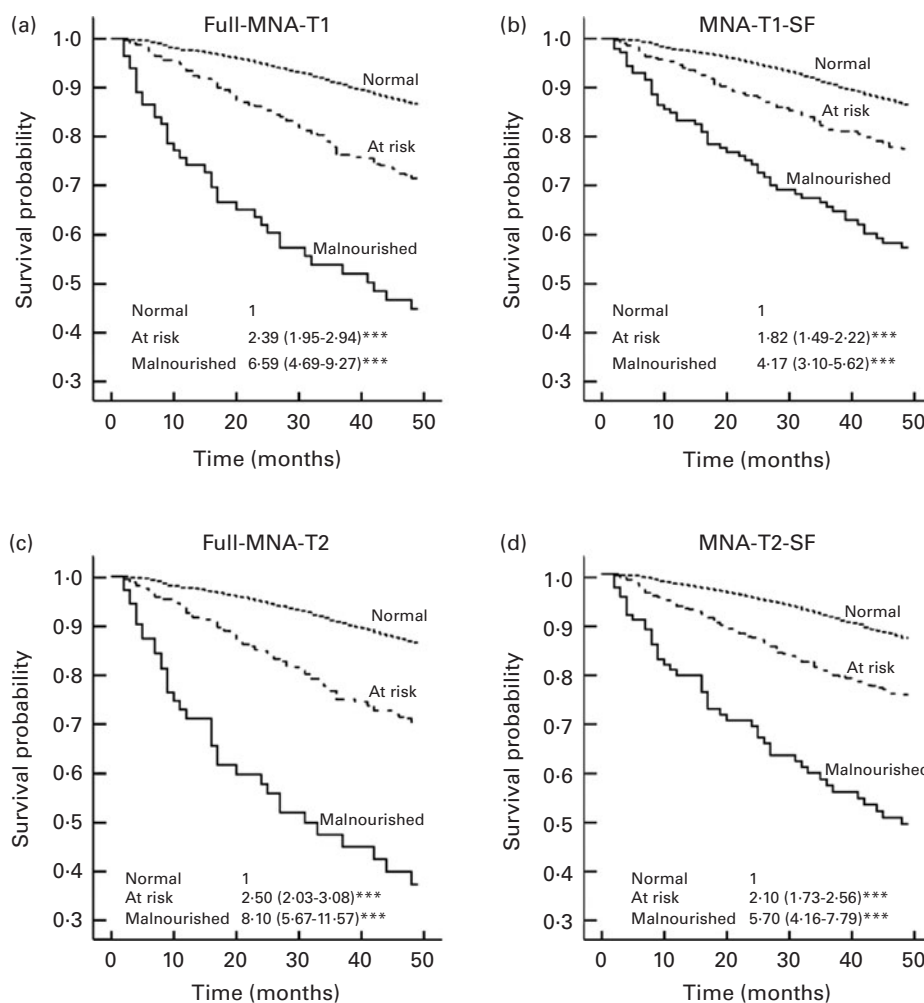 (a) Full-MNA-T1
Survival probability
1·0
0·9
0·8
0·7
0·6
0·5
0·4
0·3
Normal
At risk
Malnourished
Normal 1
At risk 2·39 (1·95-2·94)***
Malnourished 6·59 (4·69-9·27)***
0 10 20 30 40 50
Time (months)
(b) MNA-T1-SF
Survival probability
1·0
0·9
0·8
0·7
0·6
0·5
0·4
0·3
Normal
At risk
Malnourished
Normal 1
At risk 1·82 (1·49-2·22)***
Malnourished 4·17 (3·10-5·62)***
0 10 20 30 40 50
Time (months)
(c) Full-MNA-T2
Survival probability
1·0
0·9
0·8
0·7
0·6
0·5
0·4
0·3
Normal
At risk
Malnourished
Normal 1
At risk 2·50 (2·03-3·08)***
Malnourished 8·10 (5·67-11·57)***
0 10 20 30 40 50
Time (months)
(d) MNA-T2-SF
Survival probability
1·0
0·9
0·8
0·7
0·6
0·5
0·4
0·3
Normal
At risk
Malnourished
Normal 1
At risk 2·10 (1·73-2·56)***
Malnourished 5·70 (4·16-7·79)***
0 10 20 30 40 50
Time (months)